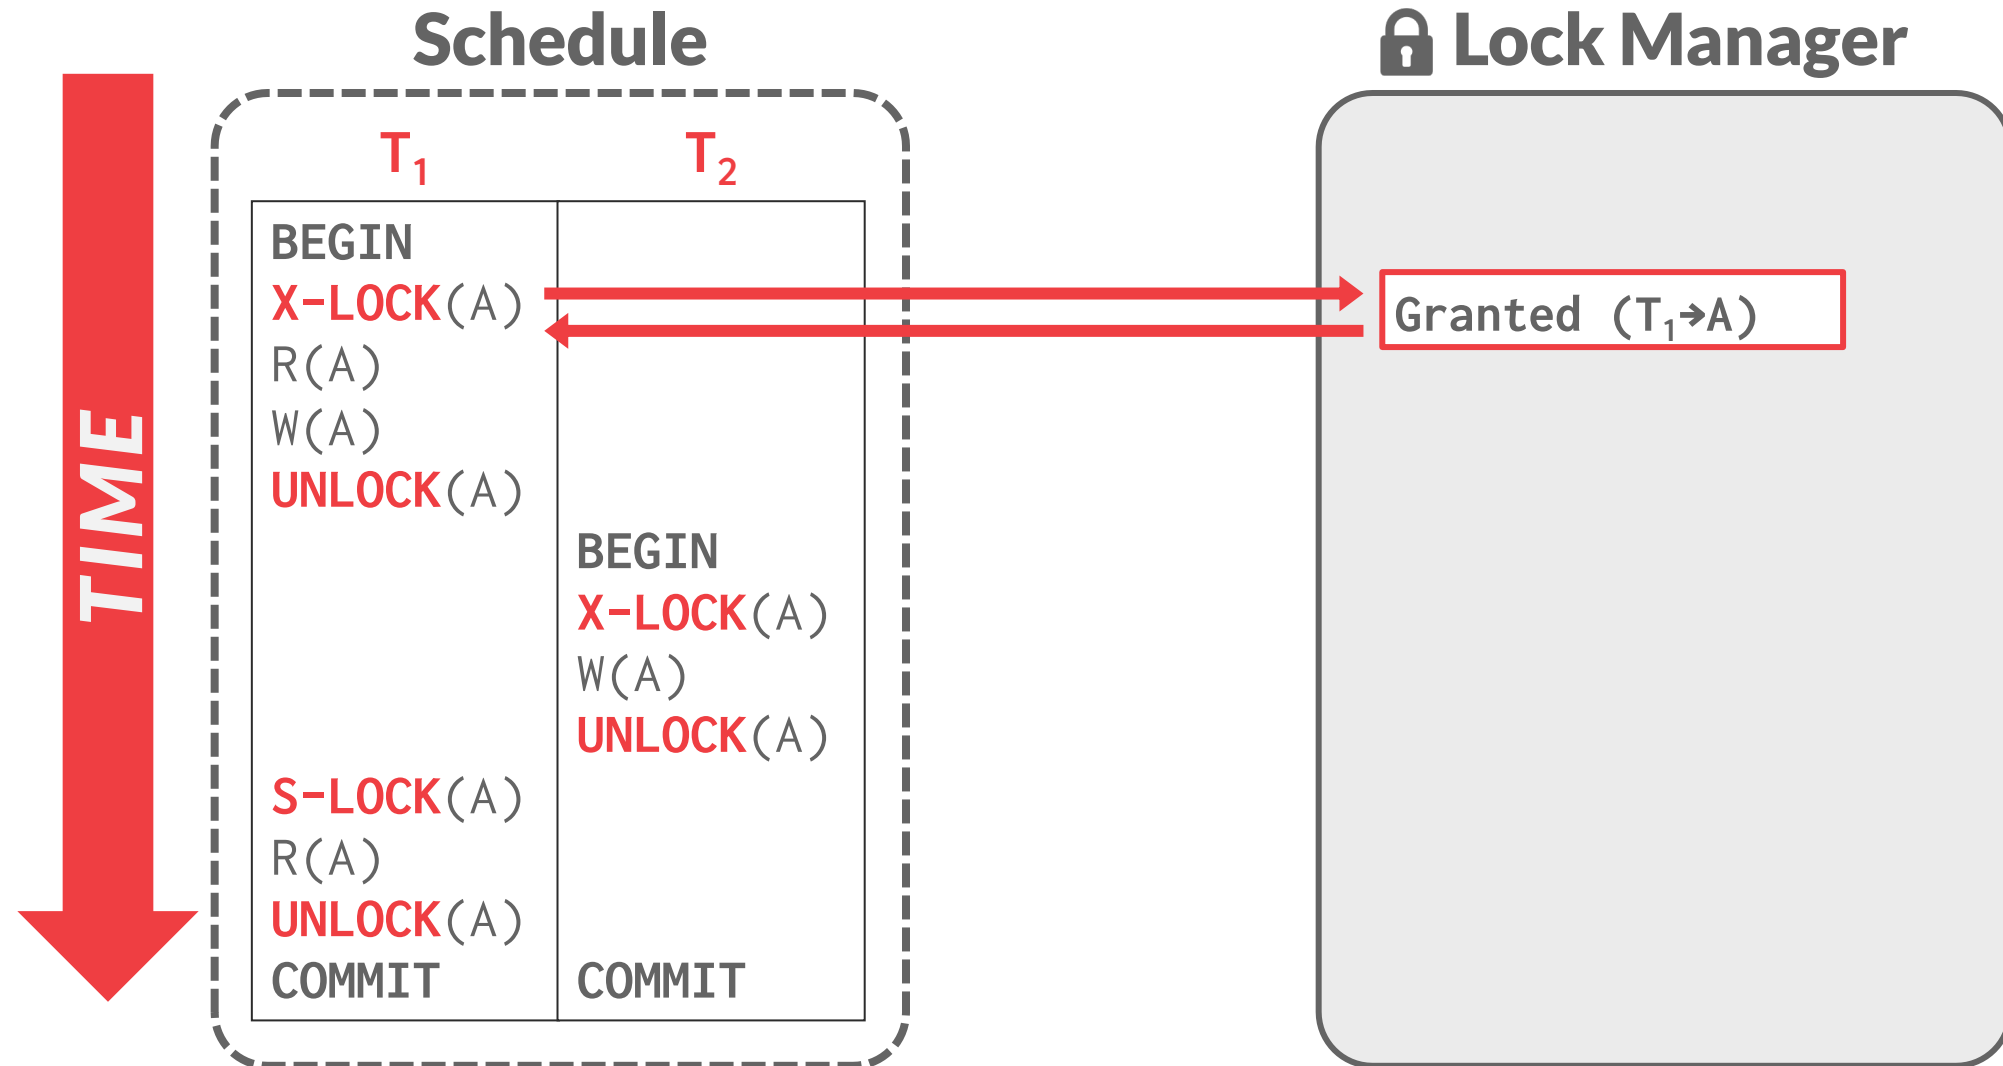 Schedule
Lock Manager
TIME
T₁ T₂
BEGIN
X-LOCK(A)
Granted (T₁→A)
R(A)
W(A)
UNLOCK(A)
BEGIN
X-LOCK(A)
W(A)
UNLOCK(A)
S-LOCK(A)
R(A)
UNLOCK(A)
COMMIT COMMIT